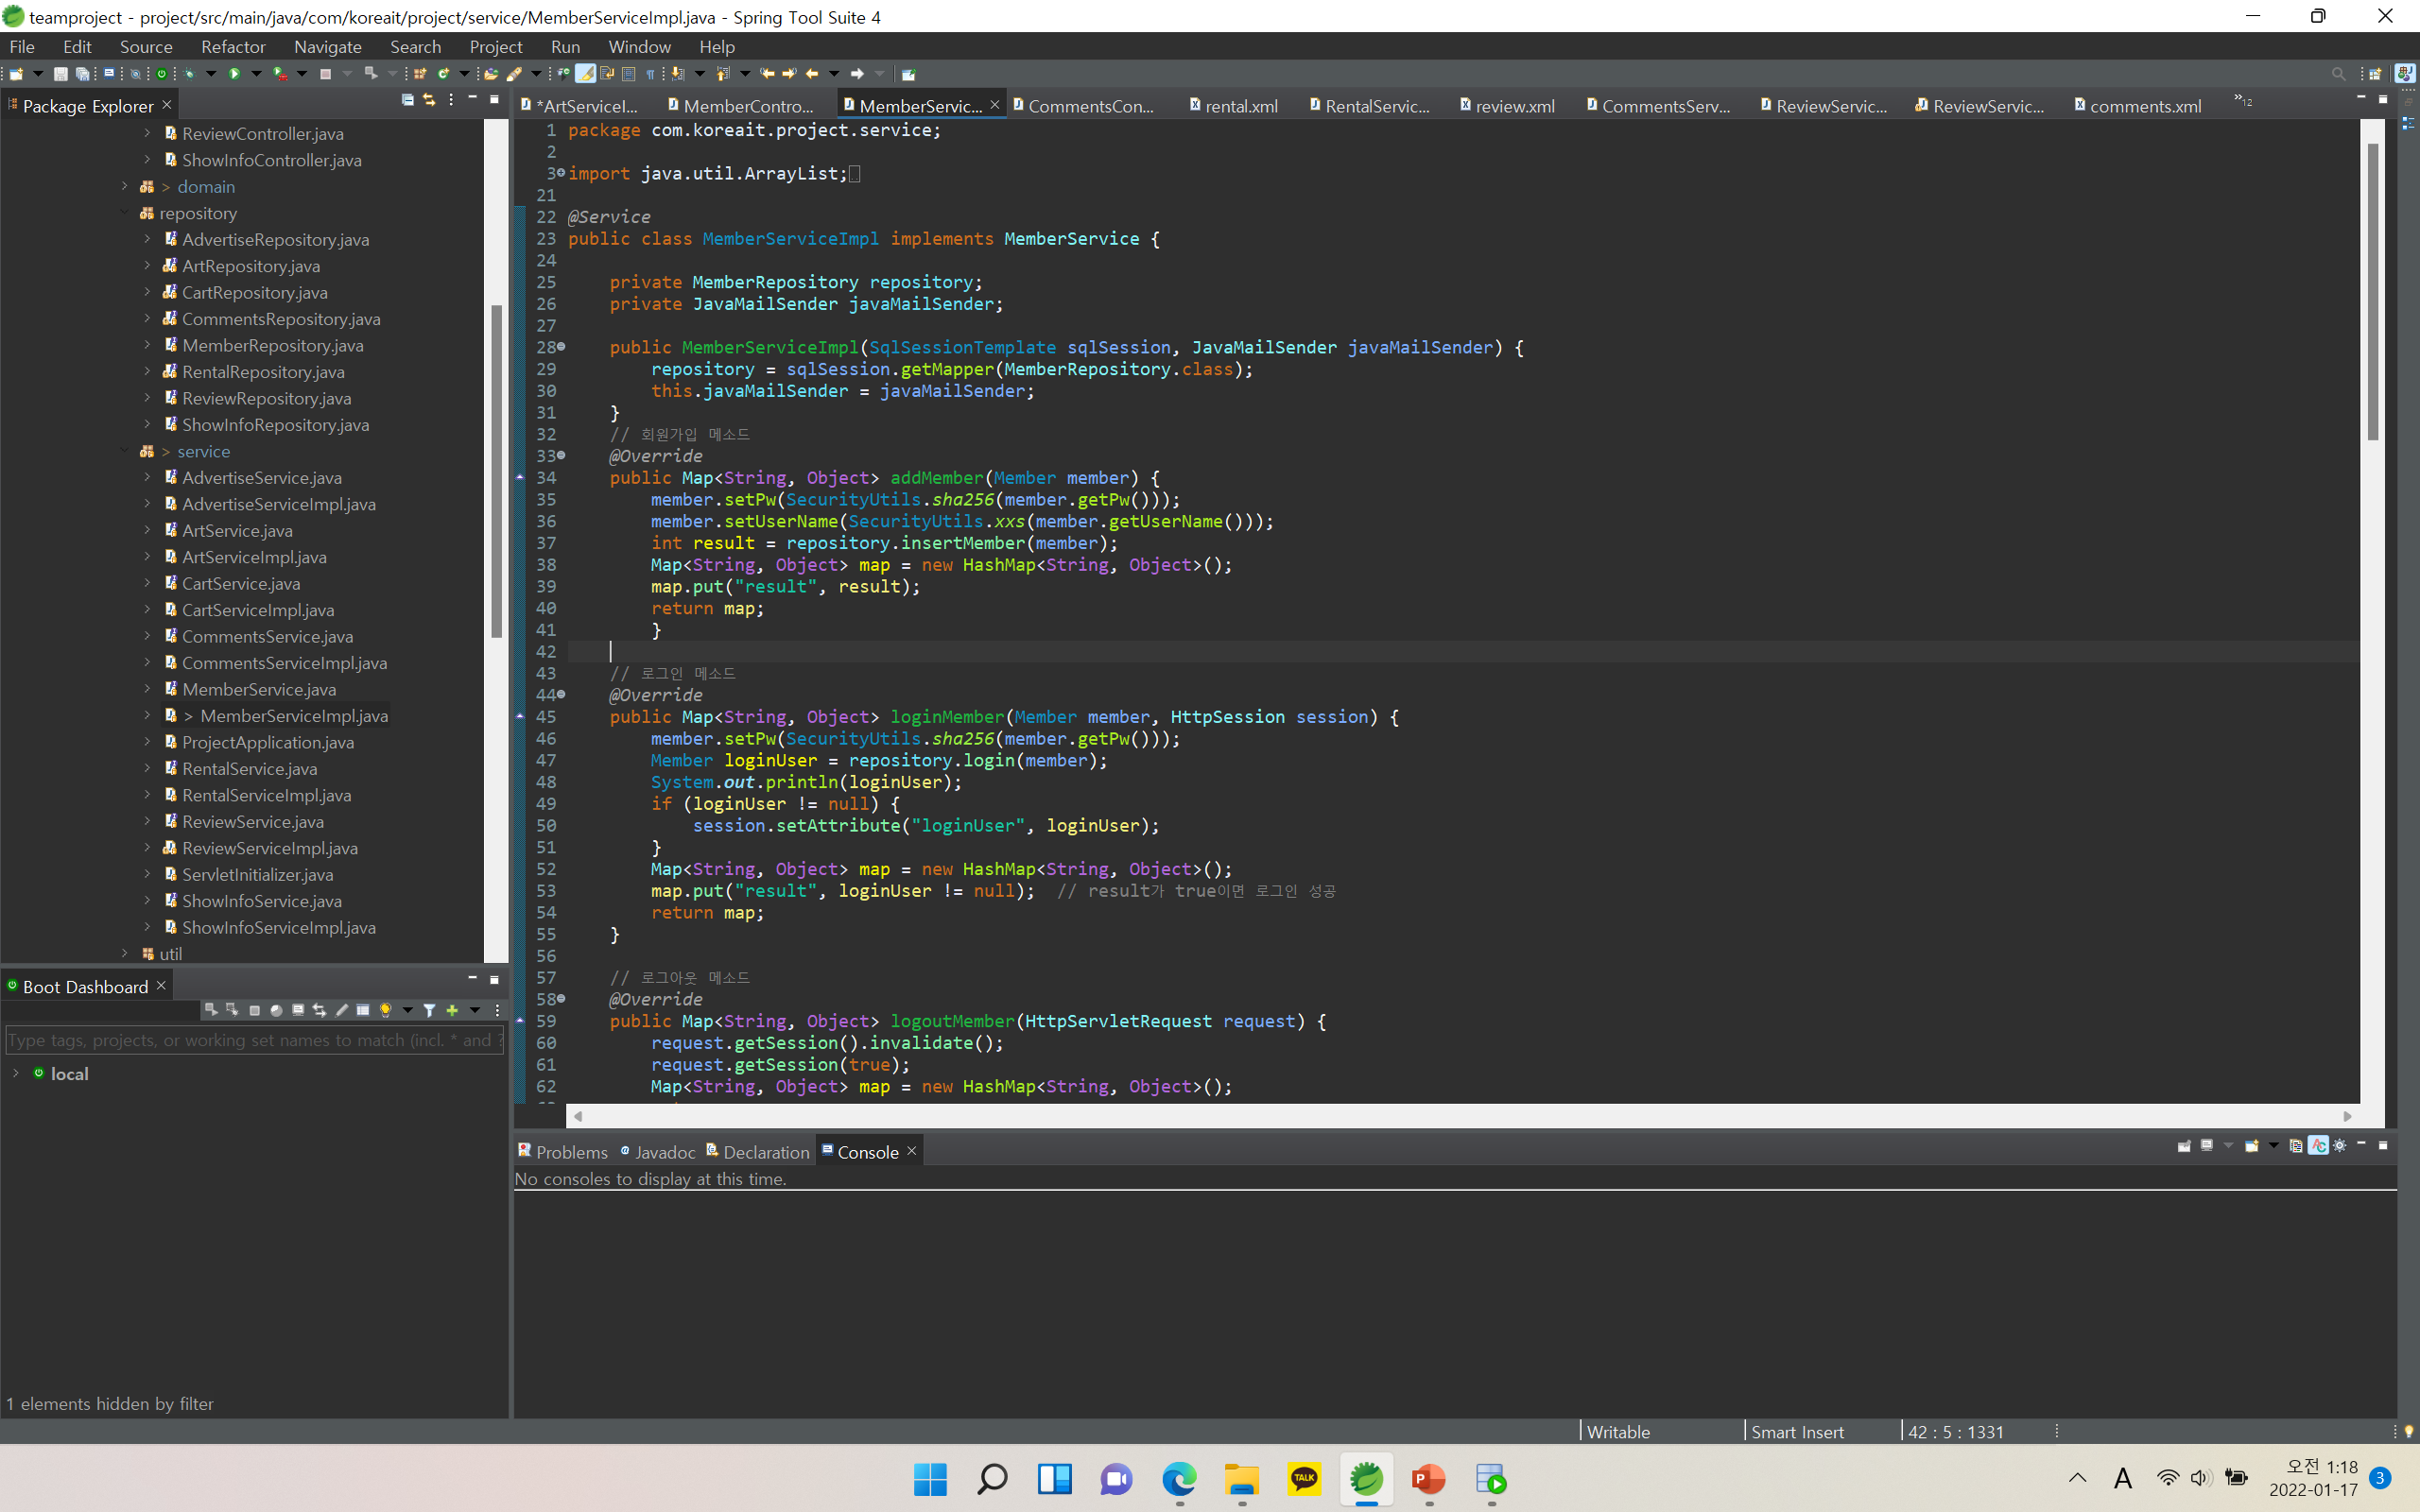 teamproject - project/src/main/java/com/koreait/project/service/MemberServiceImpl.java - Spring Tool Suite 4
File Edit Source Refactor Navigate Search Project Run Window Help
Package Explorer
ReviewController.java
ShowInfoController.java
> domain
repository
AdvertiseRepository.java
ArtRepository.java
CartRepository.java
CommentsRepository.java
MemberRepository.java
RentalRepository.java
ReviewRepository.java
ShowInfoRepository.java
> service
AdvertiseService.java
AdvertiseServiceImpl.java
ArtService.java
ArtServiceImpl.java
CartService.java
CartServiceImpl.java
CommentsService.java
CommentsServiceImpl.java
MemberService.java
> MemberServiceImpl.java
ProjectApplication.java
RentalService.java
RentalServiceImpl.java
ReviewService.java
ReviewServiceImpl.java
ServletInitializer.java
ShowInfoService.java
ShowInfoServiceImpl.java
util
Boot Dashboard
Type tags, projects, or working set names to match (incl. * and ?
local
1 elements hidden by filter
*ArtServiceI... MemberContro... MemberServic... CommentsCon... rental.xml RentalServic... review.xml CommentsServ... ReviewServic... ReviewServic... comments.xml »12
1 package com.koreait.project.service;
2
3 import java.util.ArrayList;
21
22 @Service
23 public class MemberServiceImpl implements MemberService {
24
25 private MemberRepository repository;
26 private JavaMailSender javaMailSender;
27
28 public MemberServiceImpl(SqlSessionTemplate sqlSession, JavaMailSender javaMailSender) {
29 repository = sqlSession.getMapper(MemberRepository.class);
30 this.javaMailSender = javaMailSender;
31 }
32 // 회원가입 메소드
33 @Override
34 public Map<String, Object> addMember(Member member) {
35 member.setPw(SecurityUtils.sha256(member.getPw()));
36 member.setUserName(SecurityUtils.xxs(member.getUserName()));
37 int result = repository.insertMember(member);
38 Map<String, Object> map = new HashMap<String, Object>();
39 map.put("result", result);
40 return map;
41 }
42
43 // 로그인 메소드
44 @Override
45 public Map<String, Object> loginMember(Member member, HttpSession session) {
46 member.setPw(SecurityUtils.sha256(member.getPw()));
47 Member loginUser = repository.login(member);
48 System.out.println(loginUser);
49 if (loginUser != null) {
50 session.setAttribute("loginUser", loginUser);
51 }
52 Map<String, Object> map = new HashMap<String, Object>();
53 map.put("result", loginUser != null); // result가 true이면 로그인 성공
54 return map;
55 }
56
57 // 로그아웃 메소드
58 @Override
59 public Map<String, Object> logoutMember(HttpServletRequest request) {
60 request.getSession().invalidate();
61 request.getSession(true);
62 Map<String, Object> map = new HashMap<String, Object>();
Problems Javadoc Declaration Console
No consoles to display at this time.
Writable Smart Insert 42 : 5 : 1331
TALK
A
오전 1:18
2022-01-17
3